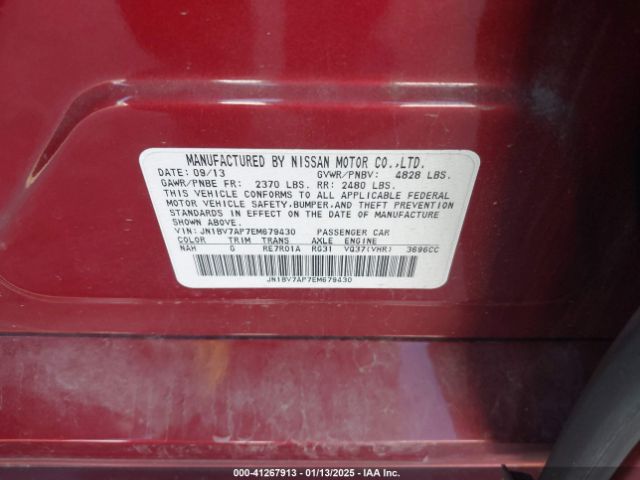 MANUFACTURED BY NISSAN MOTOR CO.,LTD.
DATE: 09/13 GVWR/PNBV: 4828 LBS.
GAWR/PNBE FR: 2370 LBS. RR: 2480 LBS.
THIS VEHICLE CONFORMS TO ALL APPLICABLE FEDERAL
MOTOR VEHICLE SAFETY,BUMPER,AND THEFT PREVENTION
STANDARDS IN EFFECT ON THE DATE OF MANUFACTURE
SHOWN ABOVE.
VIN: JN1BV7AP7EM679430 PASSENGER CAR
COLOR TRIM TRANS AXLE ENGINE
NAH G RE7R01A RG31 VQ37(VHR) 3696CC
JN1BV7AP7EM679430
000-41267913 - 01/13/2025 - IAA Inc.